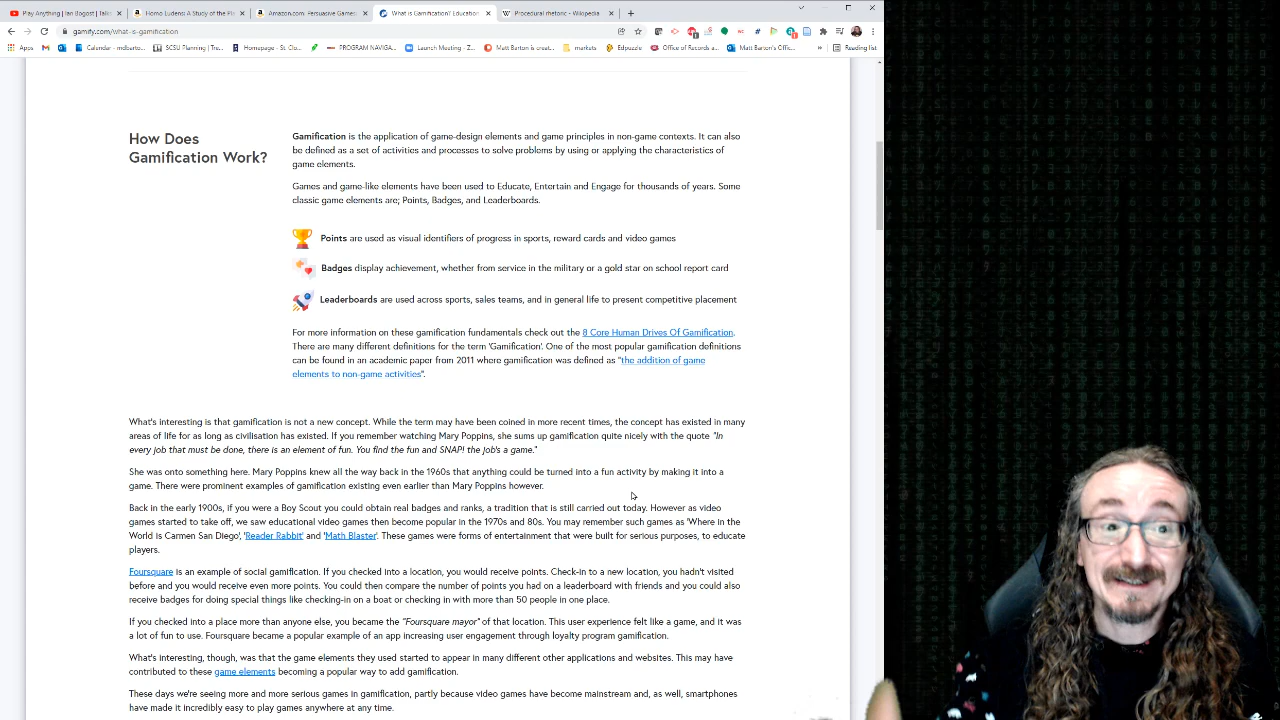 Play Anything | Ian Bogost | Talks
Homo Ludens: A Study of the Pl
Amazon.com: Persuasive Games:
What is Gamification? Education
Procedural rhetoric - Wikipedia
gamify.com/what-is-gamification
Apps
Calendar - mdbarto...
SCSU Planning | Tre...
Homepage - St. Clo...
PROGRAM NAVIGA...
Launch Meeting - Z...
Matt Barton is creat...
markets
Edpuzzle
Office of Records a...
Matt Barton's Offic...
»
Reading list
How Does
Gamification Work?
Gamification is the application of game-design elements and game principles in non-game contexts. It can also
be defined as a set of activities and processes to solve problems by using or applying the characteristics of
game elements.
Games and game-like elements have been used to Educate, Entertain and Engage for thousands of years. Some
classic game elements are; Points, Badges, and Leaderboards.
Points are used as visual identifiers of progress in sports, reward cards and video games
Badges display achievement, whether from service in the military or a gold star on school report card
Leaderboards are used across sports, sales teams, and in general life to present competitive placement
For more information on these gamification fundamentals check out the 8 Core Human Drives Of Gamification.
There are many different definitions for the term 'Gamification'. One of the most popular gamification definitions
can be found in an academic paper from 2011 where gamification was defined as "the addition of game
elements to non-game activities".
What's interesting is that gamification is not a new concept. While the term may have been coined in more recent times, the concept has existed in many
areas of life for as long as civilisation has existed. If you remember watching Mary Poppins, she sums up gamification quite nicely with the quote "In
every job that must be done, there is an element of fun. You find the fun and SNAP! the job's a game."
She was onto something here. Mary Poppins knew all the way back in the 1960s that anything could be turned into a fun activity by making it into a
game. There were prominent examples of gamification existing even earlier than Mary Poppins however.
Back in the early 1900s, if you were a Boy Scout you could obtain real badges and ranks, a tradition that is still carried out today. However as video
games started to take off, we saw educational video games then become popular in the 1970s and 80s. You may remember such games as 'Where in the
World is Carmen San Diego', 'Reader Rabbit' and 'Math Blaster'. These games were forms of entertainment that were built for serious purposes, to educate
players.
Foursquare is an example of social gamification. If you checked into a location, you would receive points. Check-in to a new location, you hadn't visited
before and you would receive even more points. You could then compare the number of points you had on a leaderboard with friends and you could also
receive badges for doing special things like checking-in on a boat or checking in with more than 50 people in one place.
If you checked into a place more than anyone else, you became the "Foursquare mayor" of that location. This user experience felt like a game, and it was
a lot of fun to use. Foursquare became a popular example of an app increasing user engagement through loyalty program gamification.
What's interesting, though, was that the game elements they used started to appear in many different other applications and websites. This may have
contributed to these game elements becoming a popular way to add gamification.
These days we're seeing more and more serious games in gamification, partly because video games have become mainstream and, as well, smartphones
have made it incredibly easy to play games anywhere at any time.